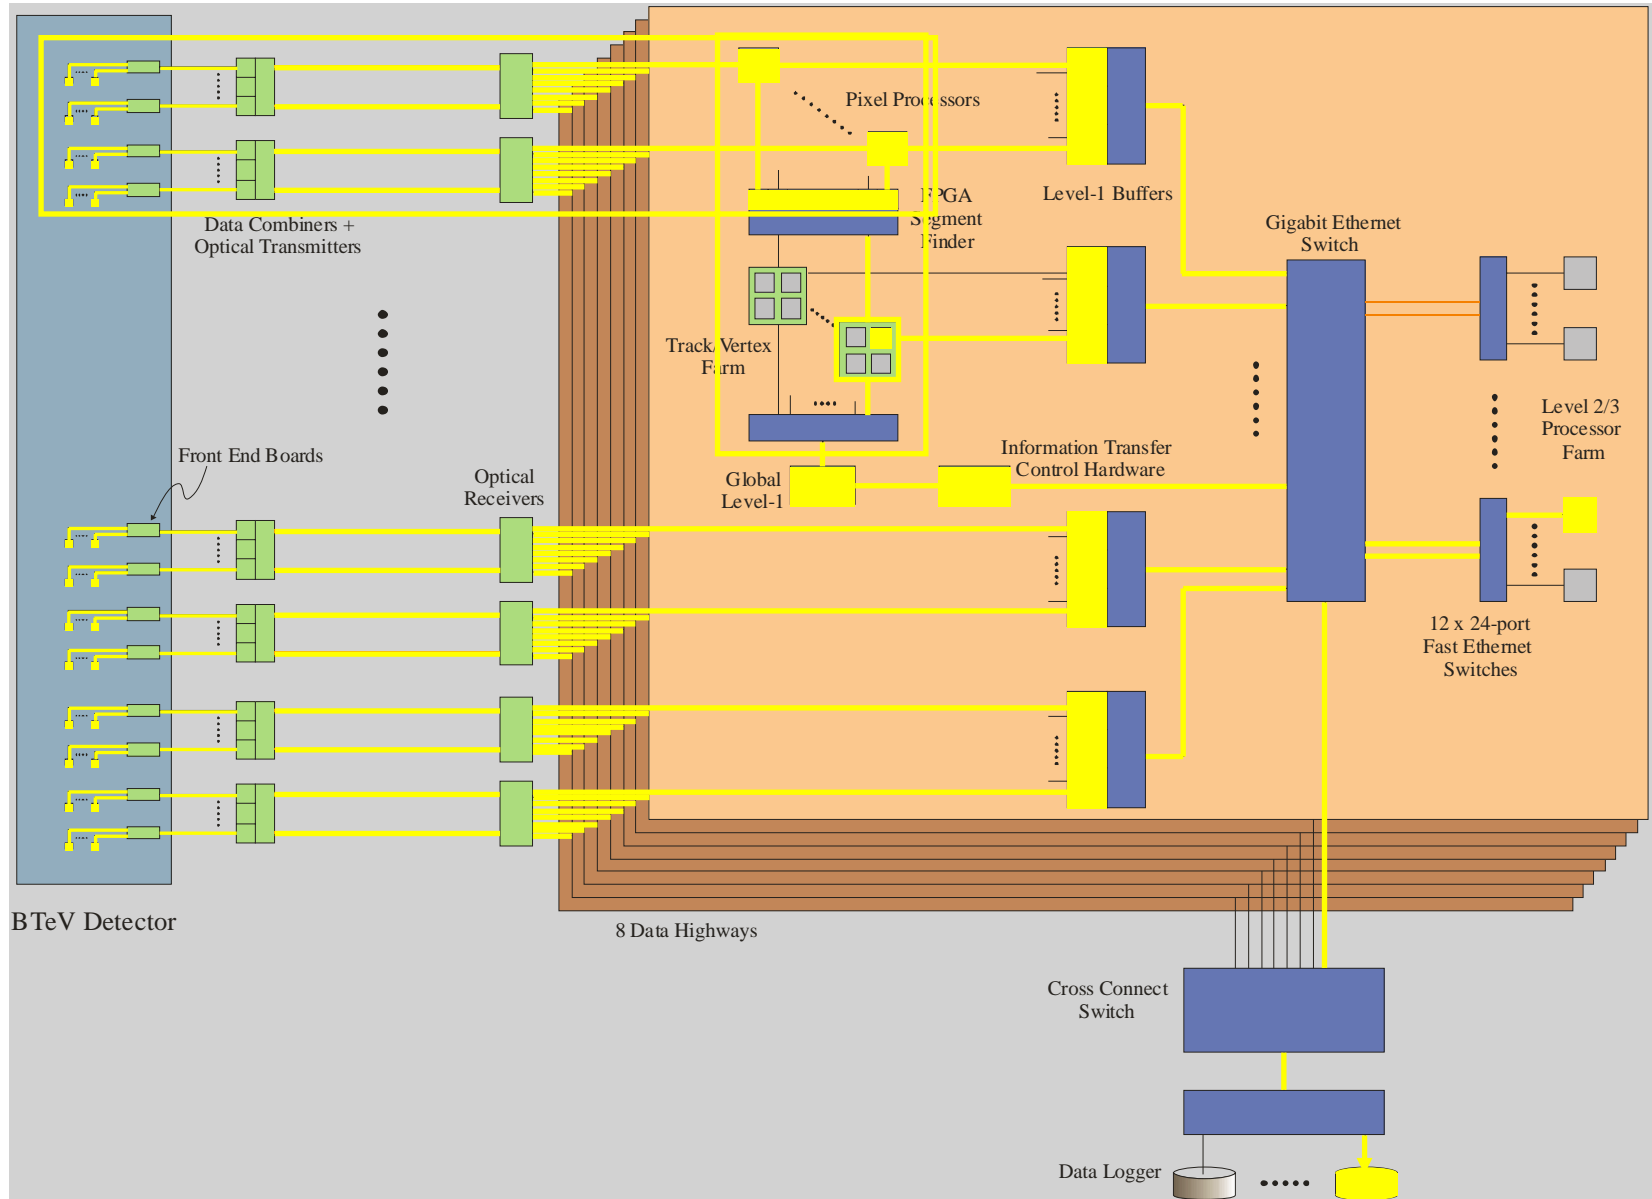 Pixel Processors
Level-1 Buffers
FPGA
Segment
Finder
Data Combiners +
Optical Transmitters
Gigabit Ethernet
Switch
Track/Vertex
Farm
Level 2/3
Processor
Farm
Front End Boards
Optical
Receivers
Global
Level-1
Information Transfer
Control Hardware
12 x 24-port
Fast Ethernet
Switches
BTeV Detector
8 Data Highways
Cross Connect
Switch
Data Logger